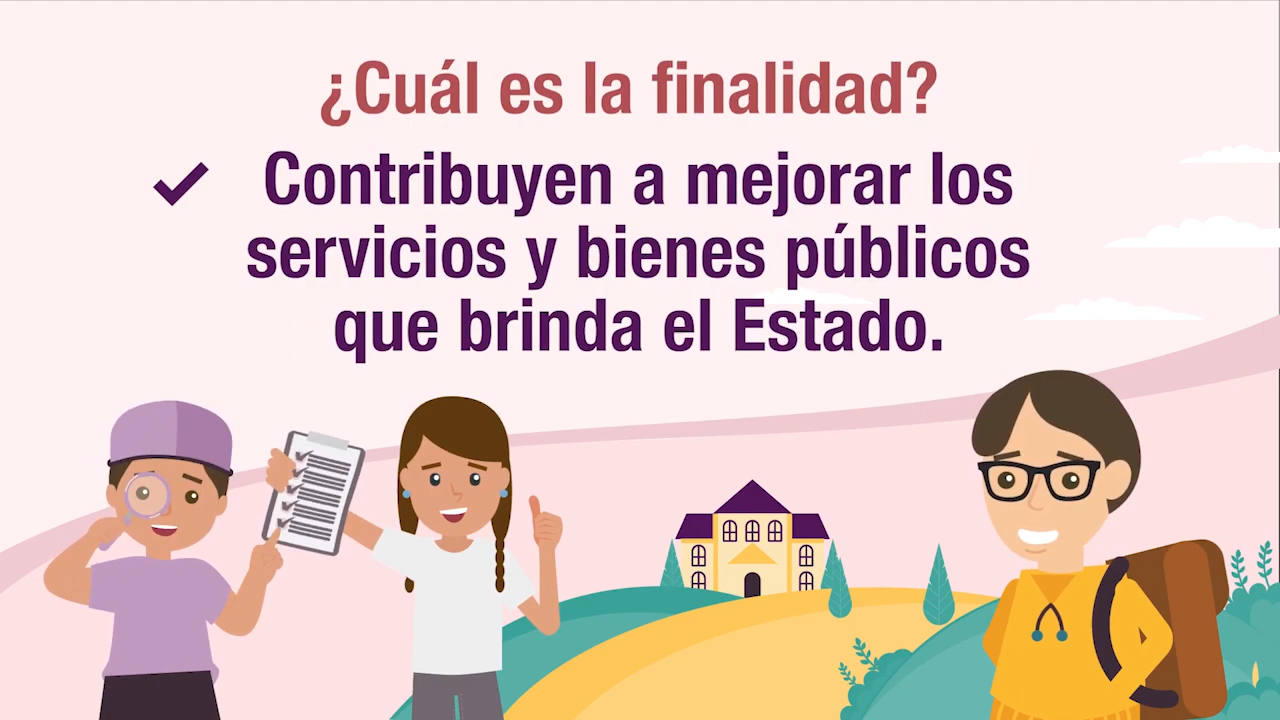 ¿Cuál es la finalidad?
Contribuyen a mejorar los
servicios y bienes públicos
que brinda el Estado.